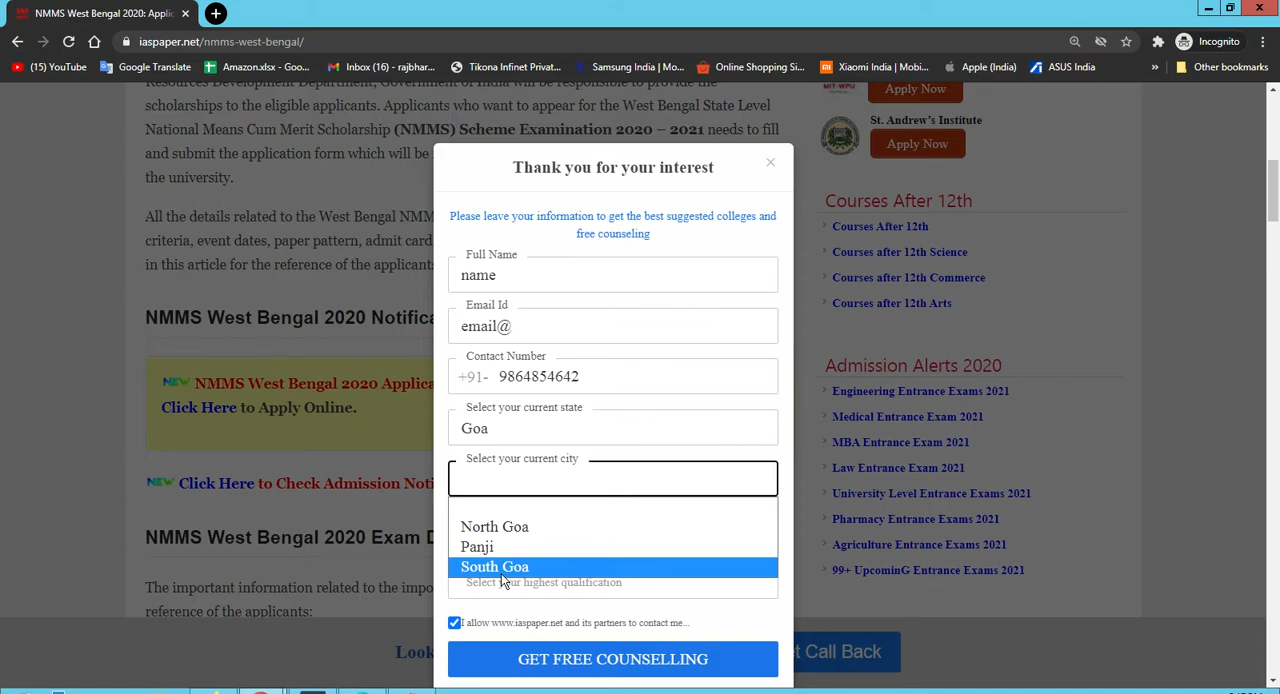 NMMS West Bengal 2020: Applic
iaspaper.net/nmms-west-bengal/
Incognito
(15) YouTube
Google Translate
Amazon.xlsx - Goo...
Inbox (16) - rajbhar...
Tikona Infinet Privat...
Samsung India | Mo...
Online Shopping Si...
Xiaomi India | Mobi...
Apple (India)
ASUS India
»
Other bookmarks
Resources Development Department, Government of India will be responsible to provide the
scholarships to the eligible applicants. Applicants who want to appear for the West Bengal State Level
National Means Cum Merit Scholarship (NMMS) Scheme Examination 2020 – 2021 needs to fill
and submit the application form which will be
the university.
All the details related to the West Bengal NMM
criteria, event dates, paper pattern, admit card
in this article for the reference of the applicant
NMMS West Bengal 2020 Notifica
NEW NMMS West Bengal 2020 Applica
Click Here to Apply Online.
NEW Click Here to Check Admission Noti
NMMS West Bengal 2020 Exam D
The important information related to the impo
of the applicants:
Look
t Call Back
Thank you for your interest
×
Please leave your information to get the best suggested colleges and
free counseling
Full Name
name
Email Id
email@
Contact Number
+91- 9864854642
Select your current state
Goa
Select your current city
North Goa
Panji
South Goa
Select your highest qualification
I allow www.iaspaper.net and its partners to contact me...
GET FREE COUNSELLING
MIT-WPU
Apply Now
St. Andrew's Institute
Apply Now
Courses After 12th
Courses After 12th
Courses after 12th Science
Courses after 12th Commerce
Courses after 12th Arts
Admission Alerts 2020
Engineering Entrance Exams 2021
Medical Entrance Exam 2021
MBA Entrance Exam 2021
Law Entrance Exam 2021
University Level Entrance Exams 2021
Pharmacy Entrance Exams 2021
Agriculture Entrance Exams 2021
99+ UpcominG Entrance Exams 2021